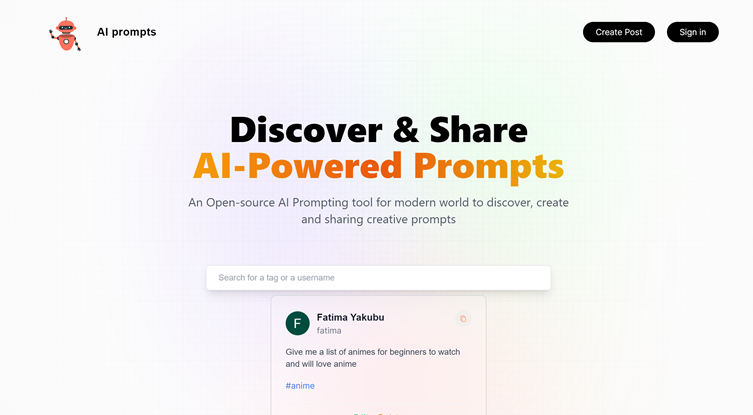 AI prompts
Create Post
Sign in
Discover & Share
AI-Powered Prompts
An Open-source AI Prompting tool for modern world to discover, create
and sharing creative prompts
Search for a tag or a username
F
Fatima Yakubu
fatima
Give me a list of animes for beginners to watch
and will love anime
#anime